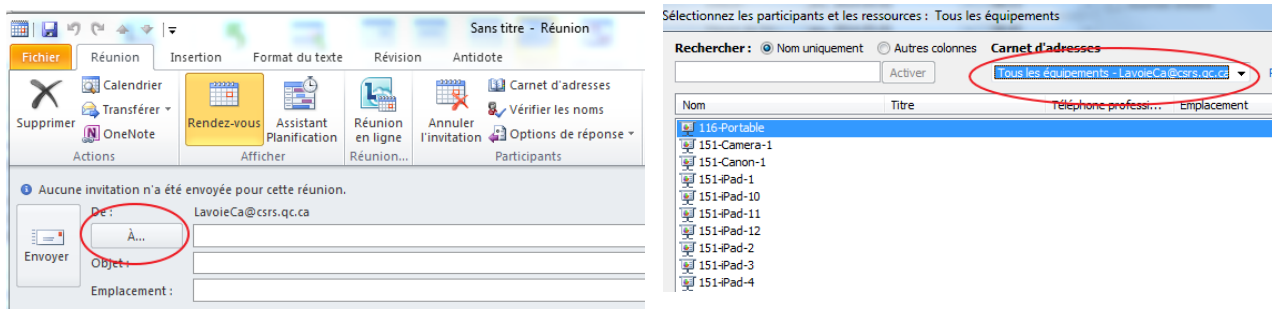 Sans titre - Réunion
Fichier Réunion Insertion Format du texte Révision Antidote
Supprimer
Calendrier
Transférer
OneNote
Actions
Rendez-vous
Assistant Planification
Afficher
Réunion en ligne
Réunion...
Annuler l'invitation
Carnet d'adresses
Vérifier les noms
Options de réponse
Participants
Aucune invitation n'a été envoyée pour cette réunion.
Envoyer
De : LavoieCa@csrs.qc.ca
À...
Objet :
Emplacement :
Sélectionnez les participants et les ressources : Tous les équipements
Rechercher : Nom uniquement Autres colonnes Carnet d'adresses
Activer Tous les équipements - LavoieCa@csrs.qc.ca
Nom Titre Téléphone professi... Emplacement
116-Portable
151-Camera-1
151-Canon-1
151-iPad-1
151-iPad-10
151-iPad-11
151-iPad-12
151-iPad-2
151-iPad-3
151-iPad-4